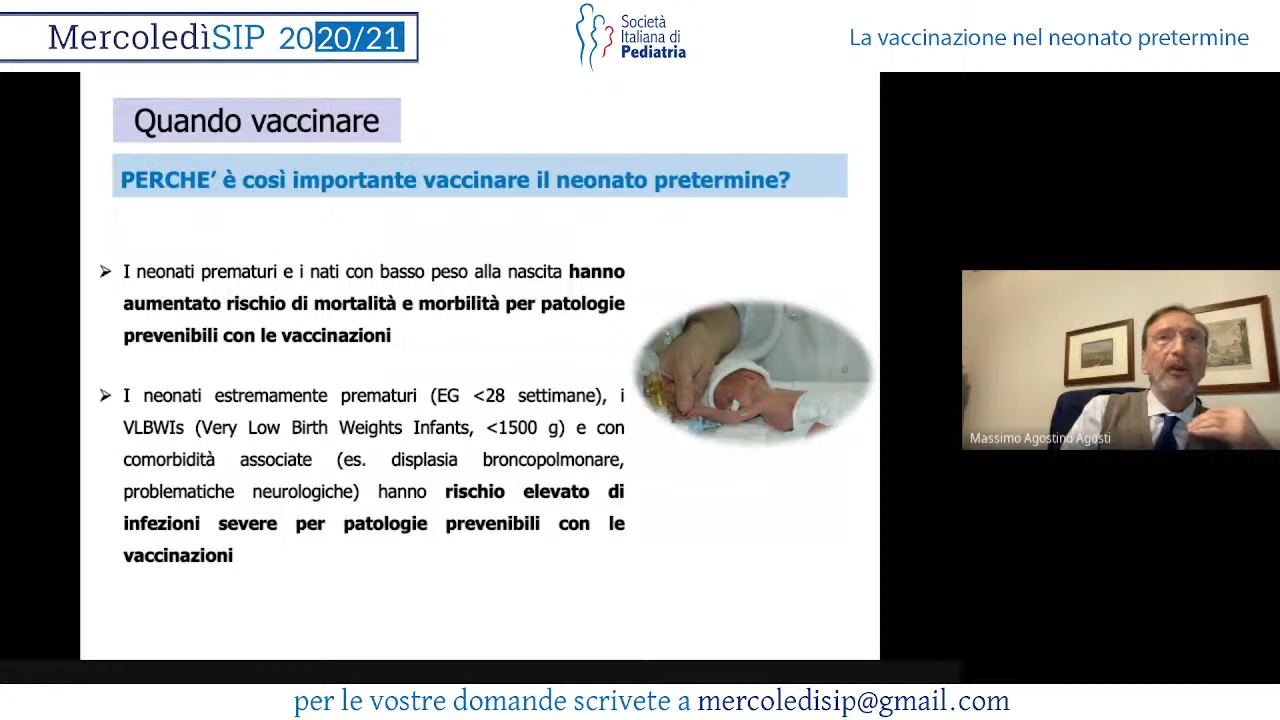 MercoledìSIP 2020/21
Società
Italiana di
Pediatria
La vaccinazione nel neonato pretermine
Quando vaccinare
PERCHE’ è così importante vaccinare il neonato pretermine?
➢ I neonati prematuri e i nati con basso peso alla nascita hanno
aumentato rischio di mortalità e morbilità per patologie
prevenibili con le vaccinazioni
➢ I neonati estremamente prematuri (EG <28 settimane), i
VLBWIs (Very Low Birth Weights Infants, <1500 g) e con
comorbidità associate (es. displasia broncopolmonare,
problematiche neurologiche) hanno rischio elevato di
infezioni severe per patologie prevenibili con le
vaccinazioni
Massimo Agostino Agosti
per le vostre domande scrivete a mercoledisip@gmail.com